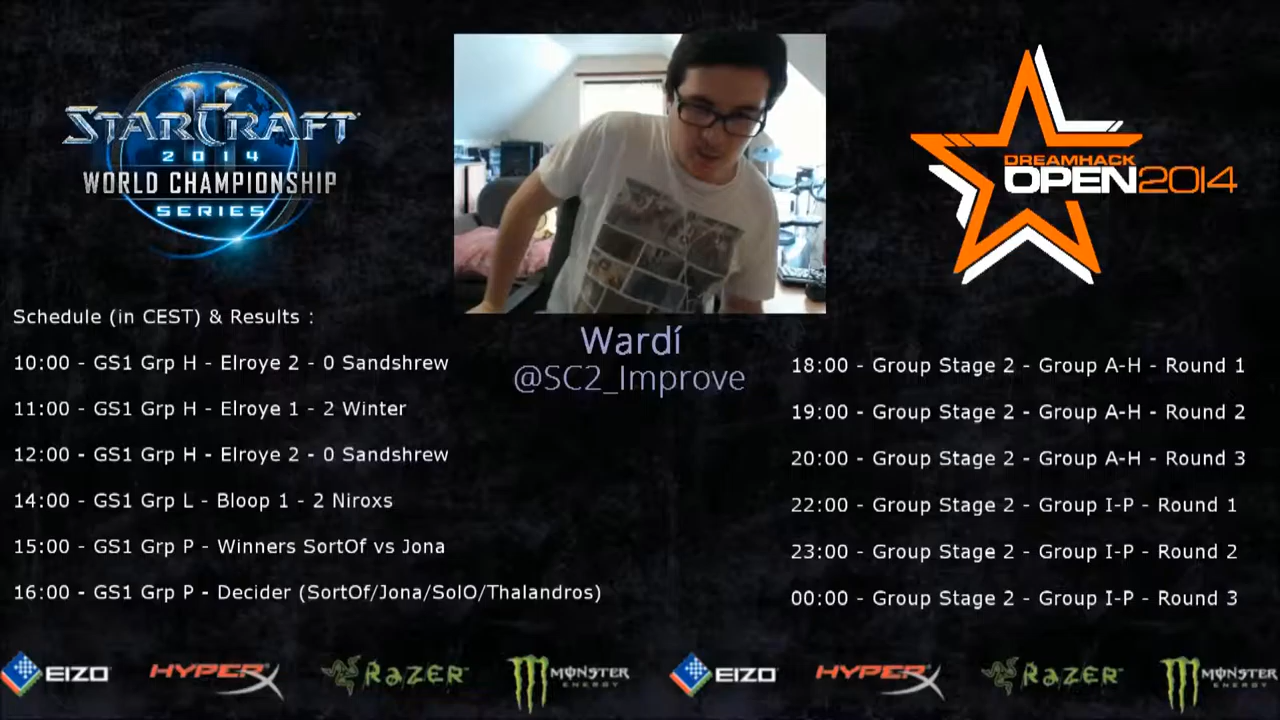 STARCRAFT
II
2014
WORLD CHAMPIONSHIP
SERIES
DREAMHACK
OPEN2014
Wardí
@SC2_Improve
Schedule (in CEST) & Results :
10:00 - GS1 Grp H - Elroye 2 - 0 Sandshrew
11:00 - GS1 Grp H - Elroye 1 - 2 Winter
12:00 - GS1 Grp H - Elroye 2 - 0 Sandshrew
14:00 - GS1 Grp L - Bloop 1 - 2 Niroxs
15:00 - GS1 Grp P - Winners SortOf vs Jona
16:00 - GS1 Grp P - Decider (SortOf/Jona/SolO/Thalandros)
18:00 - Group Stage 2 - Group A-H - Round 1
19:00 - Group Stage 2 - Group A-H - Round 2
20:00 - Group Stage 2 - Group A-H - Round 3
22:00 - Group Stage 2 - Group I-P - Round 1
23:00 - Group Stage 2 - Group I-P - Round 2
00:00 - Group Stage 2 - Group I-P - Round 3
EIZO HYPERX RAZER MONSTER ENERGY EIZO HYPERX RAZER MONSTER ENERGY